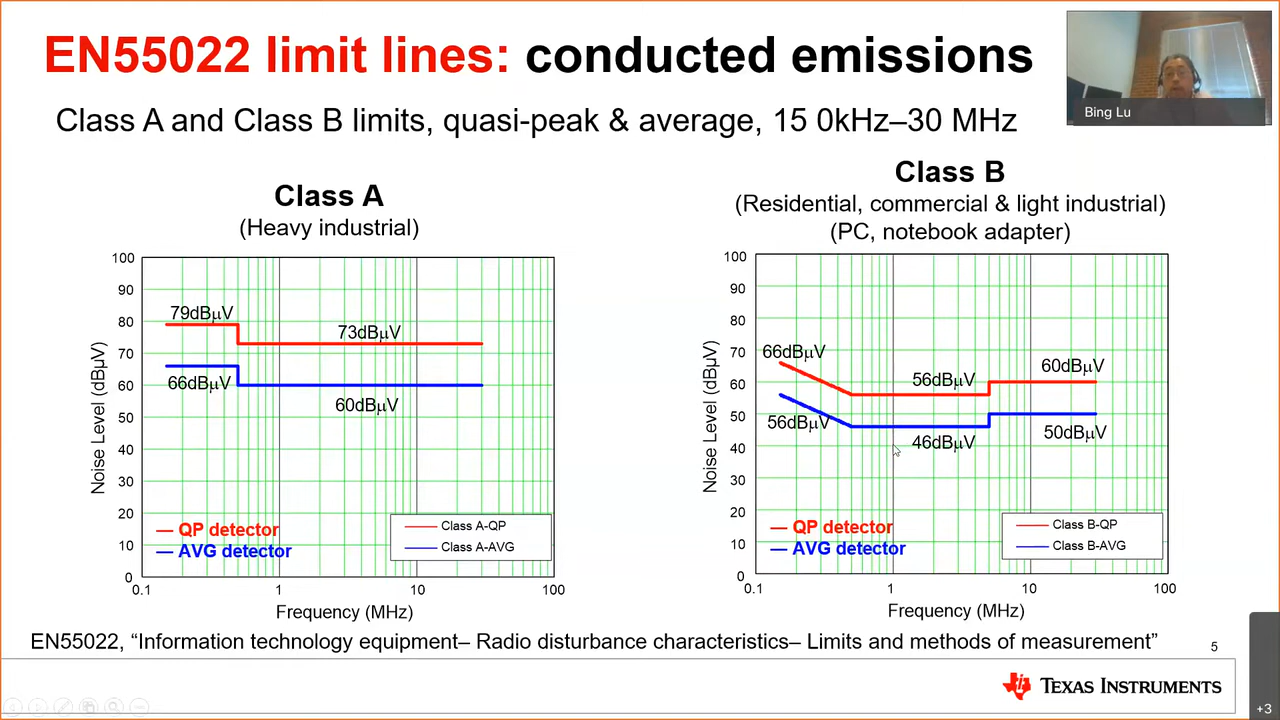 EN55022 limit lines: conducted emissions
Class A and Class B limits, quasi-peak & average, 15 0kHz–30 MHz
Bing Lu
Class A
(Heavy industrial)
100
90
80
70
60
50
40
30
20
10
0
Noise Level (dBµV)
79dBµV
73dBµV
66dBµV
60dBµV
QP detector
AVG detector
Class A-QP
Class A-AVG
0.1
1
10
100
Frequency (MHz)
Class B
(Residential, commercial & light industrial)
(PC, notebook adapter)
100
90
80
70
60
50
40
30
20
10
0
Noise Level (dBµV)
66dBµV
56dBµV
60dBµV
56dBµV
46dBµV
50dBµV
QP detector
AVG detector
Class B-QP
Class B-AVG
0.1
1
10
100
Frequency (MHz)
EN55022, “Information technology equipment– Radio disturbance characteristics– Limits and methods of measurement”
5
TEXAS INSTRUMENTS
+3